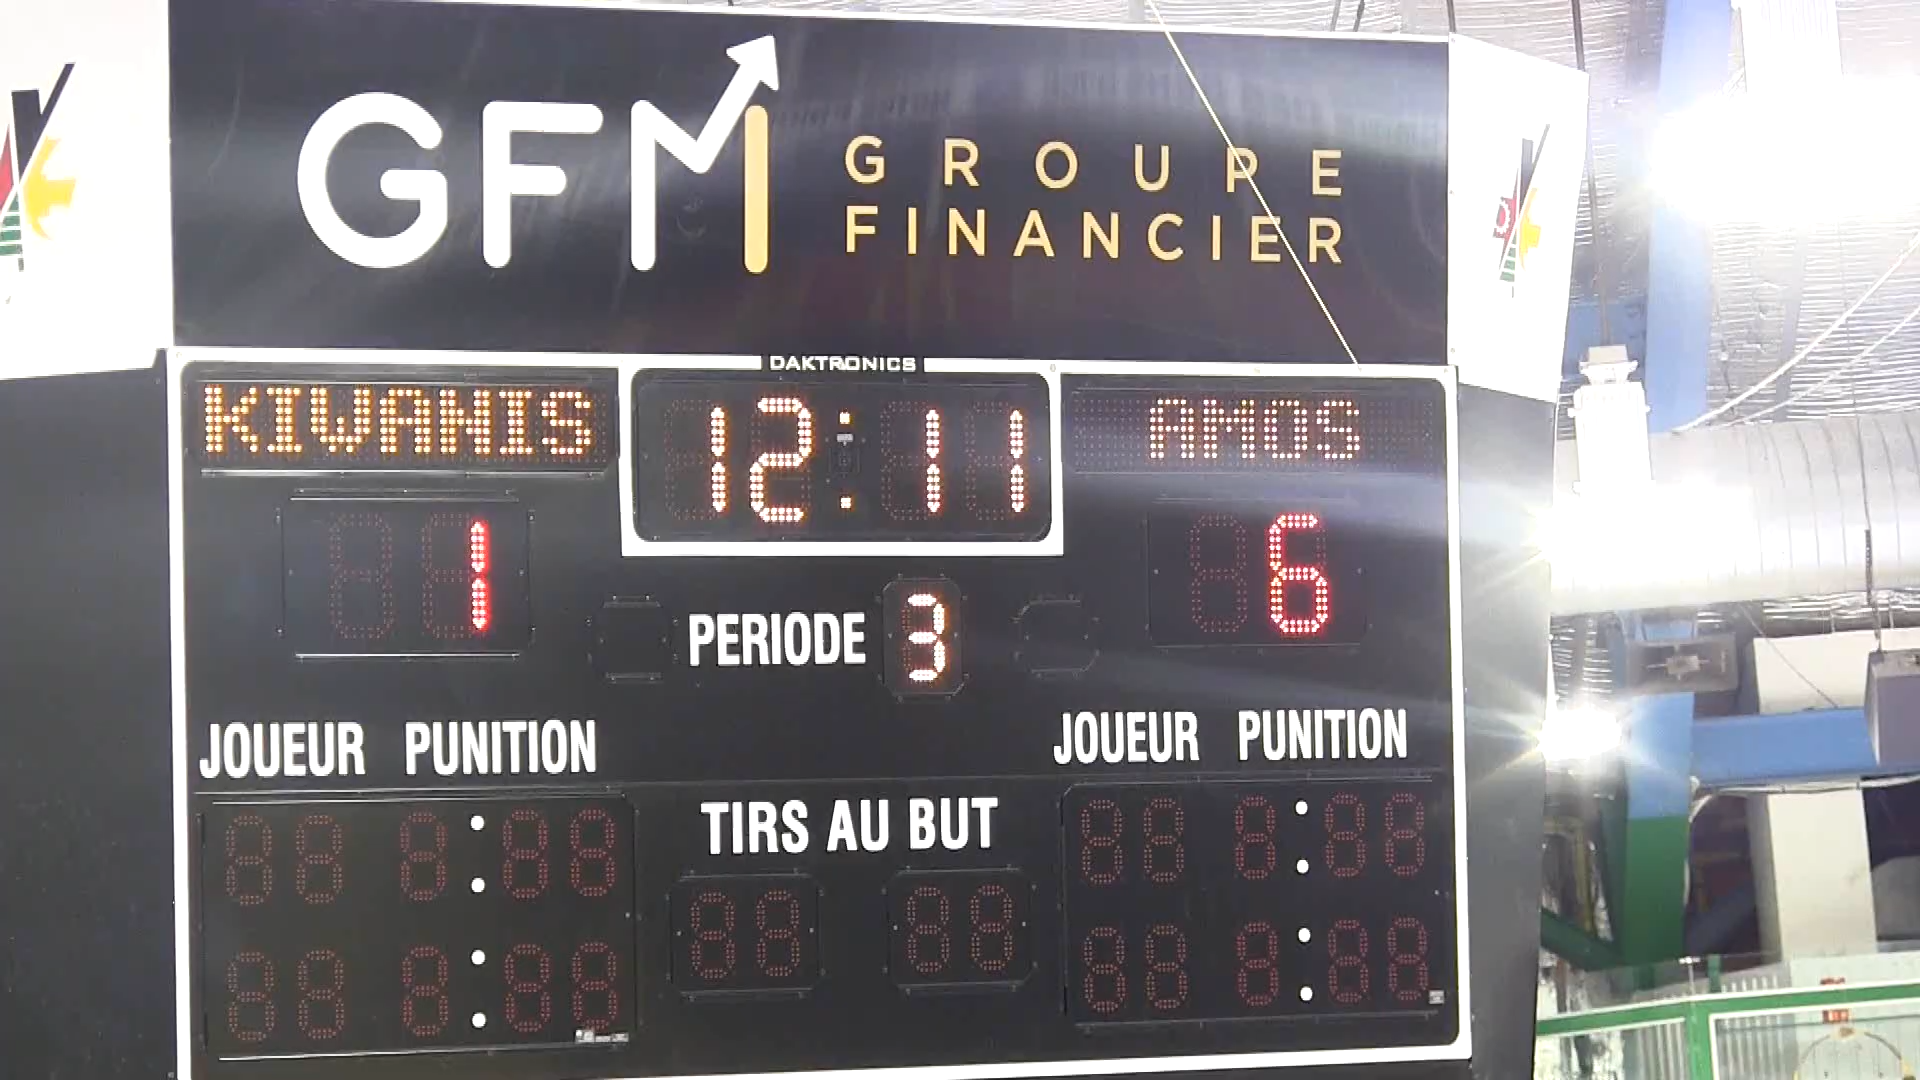 GFM GROUPE
FINANCIER
DAKTRONICS
KIWANIS 12:11 AMOS
1 6
PERIODE 3
JOUEUR PUNITION JOUEUR PUNITION
TIRS AU BUT